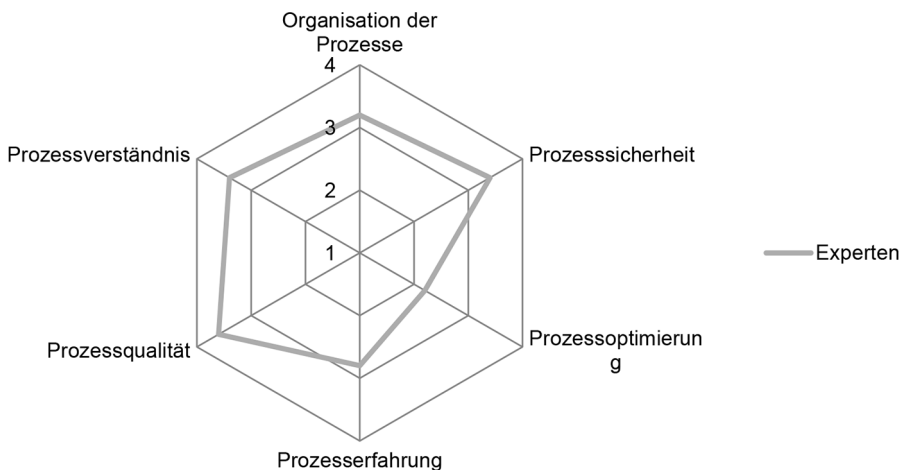 Organisation der
Prozesse
4
3
Prozessverständnis
Prozesssicherheit
2
1
Experten
Prozessqualität
Prozessoptimierun
g
Prozesserfahrung